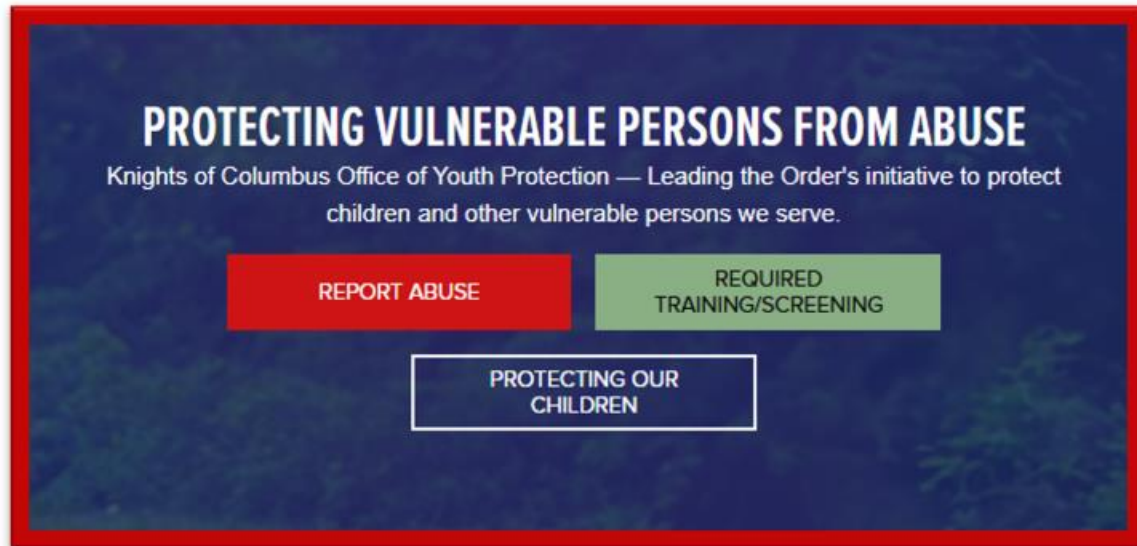 PROTECTING VULNERABLE PERSONS FROM ABUSE
Knights of Columbus Office of Youth Protection — Leading the Order's initiative to protect
children and other vulnerable persons we serve.
REPORT ABUSE
REQUIRED
TRAINING/SCREENING
PROTECTING OUR
CHILDREN